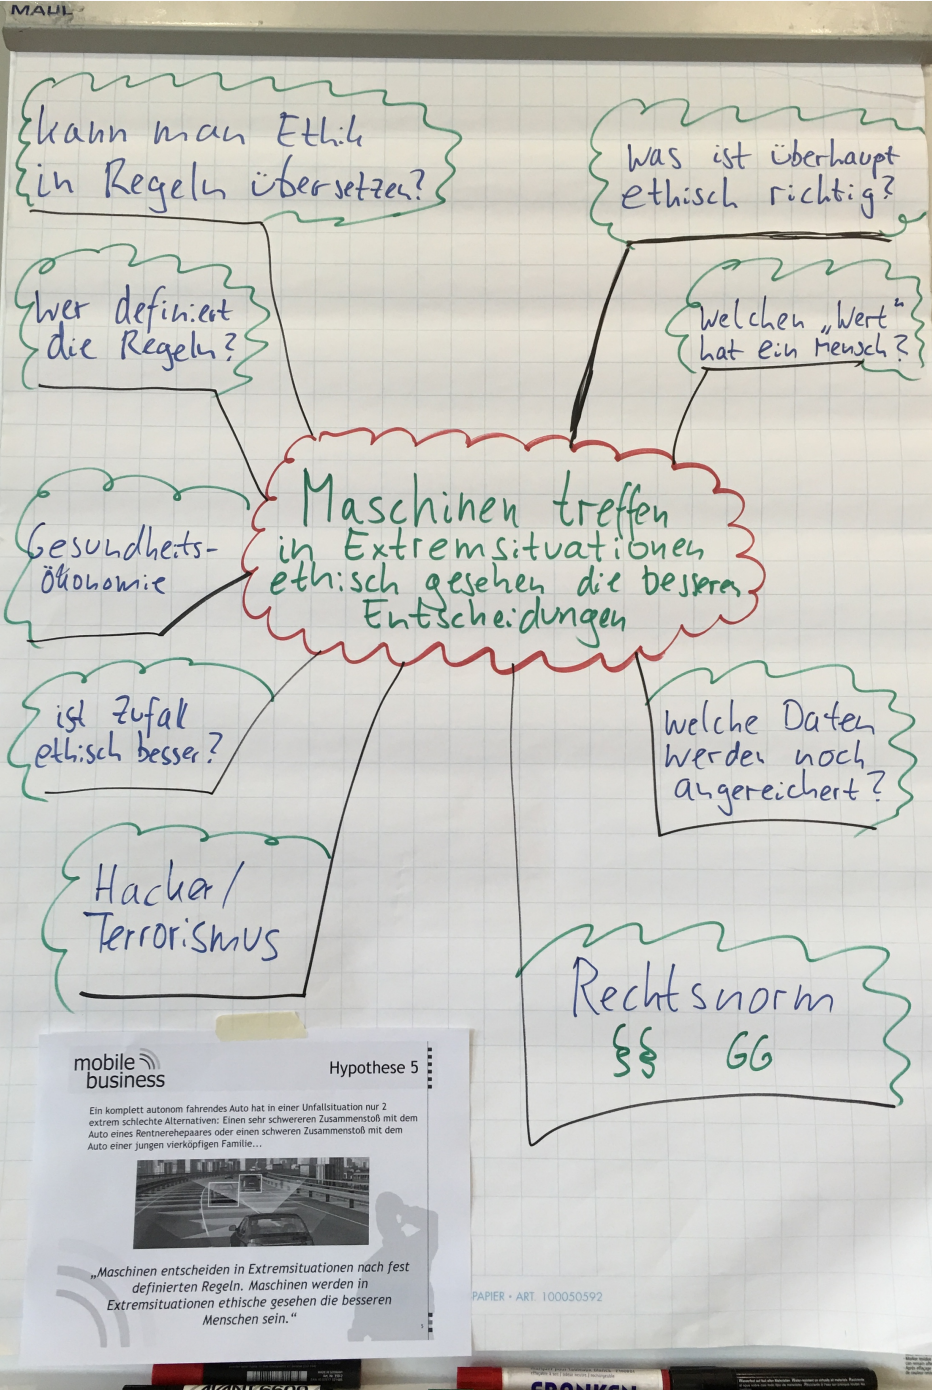 MAUL
kann man Ethik
in Regeln übersetzen?
Was ist überhaupt
ethisch richtig?
Wer definiert
die Regeln?
Welchen „Wert“
hat ein Mensch?
Maschinen treffen
in Extremsituationen
ethisch gesehen die besseren
Entscheidungen
Gesundheits-
ökonomie
ist Zufall
ethisch besser?
welche Daten
werden noch
angereichert?
Hacker/
Terrorismus
Rechtsnorm
§§ GG
mobile
business
Hypothese 5
Ein komplett autonom fahrendes Auto hat in einer Unfallsituation nur 2
extrem schlechte Alternativen: Einen sehr schwereren Zusammenstoß mit dem
Auto eines Rentnerehepaares oder einen schweren Zusammenstoß mit dem
Auto einer jungen vierköpfigen Familie...
„Maschinen entscheiden in Extremsituationen nach fest
definierten Regeln. Maschinen werden in
Extremsituationen ethische gesehen die besseren
Menschen sein.“
PAPIER • ART. 100050592